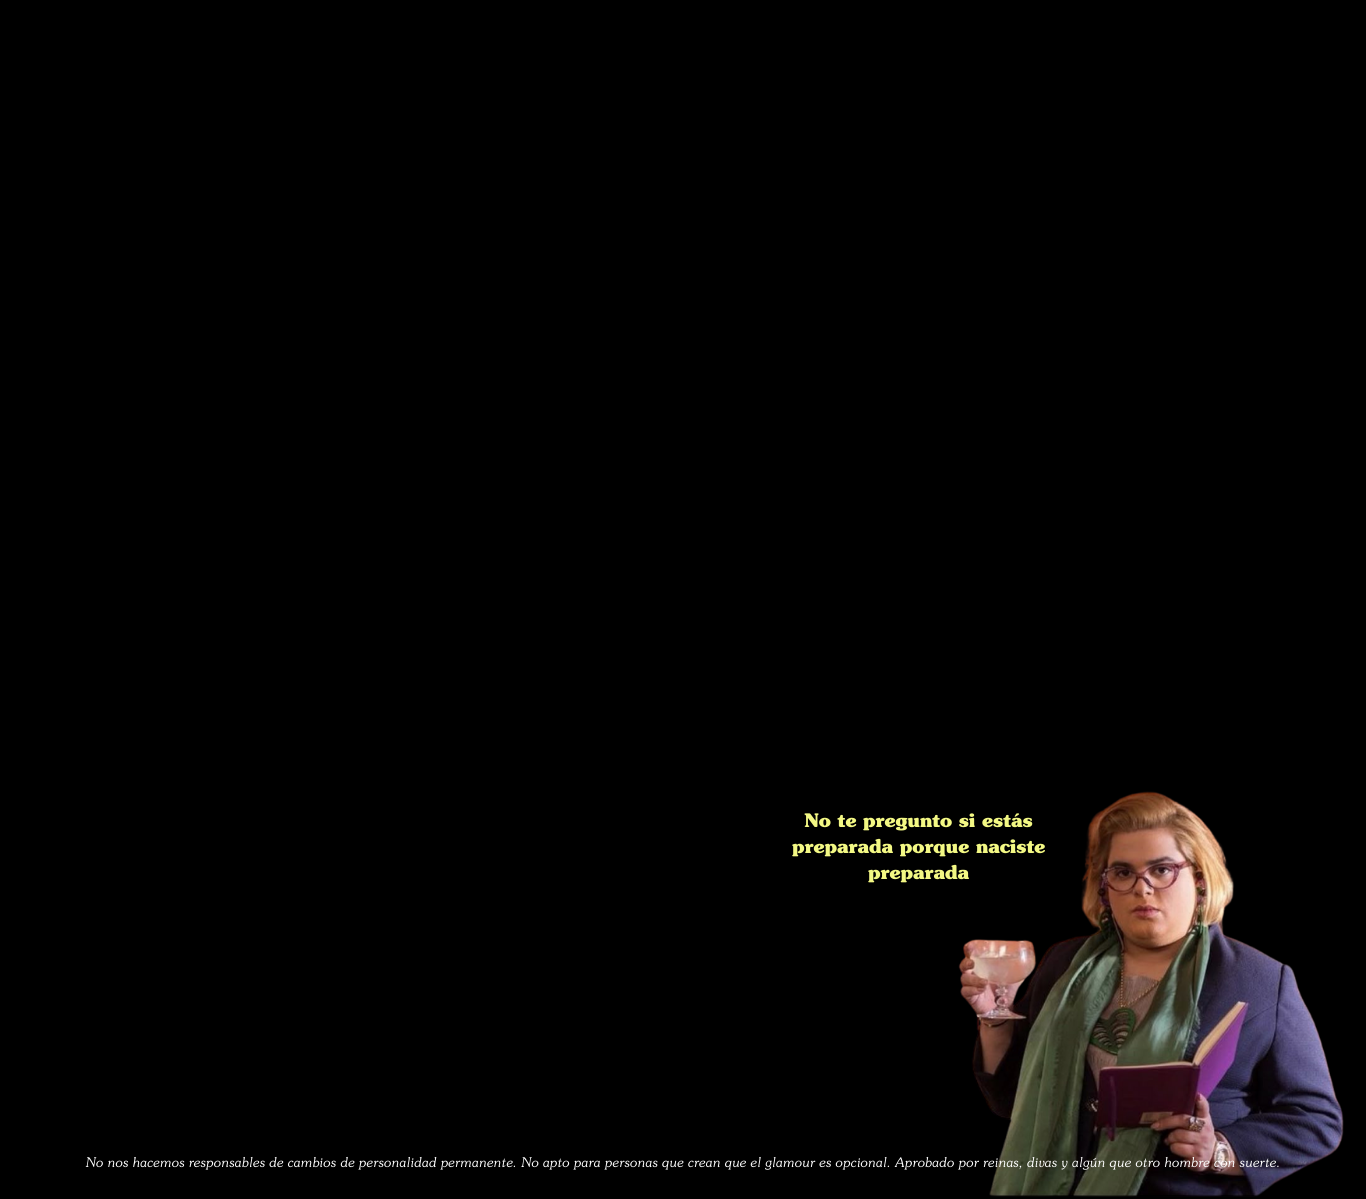 No te pregunto si estás
preparada porque naciste
preparada
No nos hacemos responsables de cambios de personalidad permanente. No apto para personas que crean que el glamour es opcional. Aprobado por reinas, divas y algún que otro hombre con suerte.